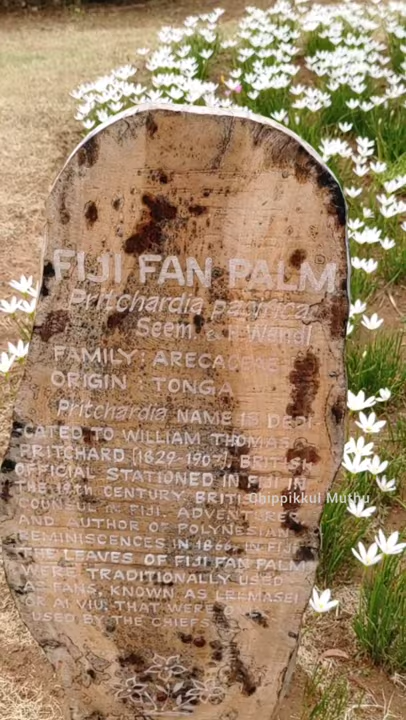 FIJI FAN PALM
Pritchardia pacifica
Seem. & H. Wendl
FAMILY: ARECACEAE
ORIGIN : TONGA
Pritchardia NAME IS DEDI-
CATED TO WILLIAM THOMAS
PRITCHARD (1829-1907) BRITISH
OFFICIAL STATIONED IN FIJI IN
THE 19th CENTURY. BRITISH
CONSUL IN FIJI. ADVENTURER
AND AUTHOR OF POLYNESIAN
REMINISCENCES IN 1866. IN FIJI
THE LEAVES OF FIJI FAN PALM
WERE TRADITIONALLY USED
AS FANS, KNOWN AS
OR AI VIU, THAT WERE ONLY
USED BY THE CHIEFS.
Chippikkul Muthu